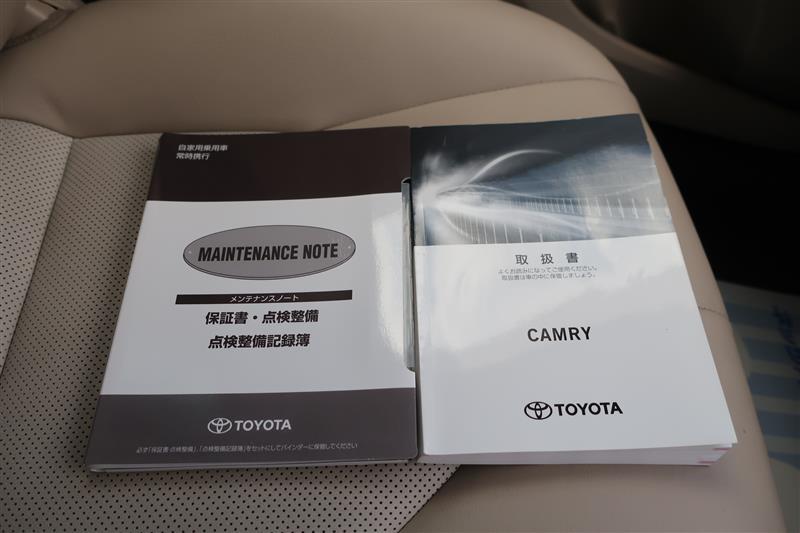 自家用乗用車
常時携行
MAINTENANCE NOTE
メンテナンスノート
保証書・点検整備
点検整備記録簿
TOYOTA
必ず「保証書・点検整備」、「点検整備記録簿」をセットにしてバインダーに保管してください
取扱書
よくお読みになってご使用ください。
取扱書は車の中に保管しましょう。
CAMRY
TOYOTA